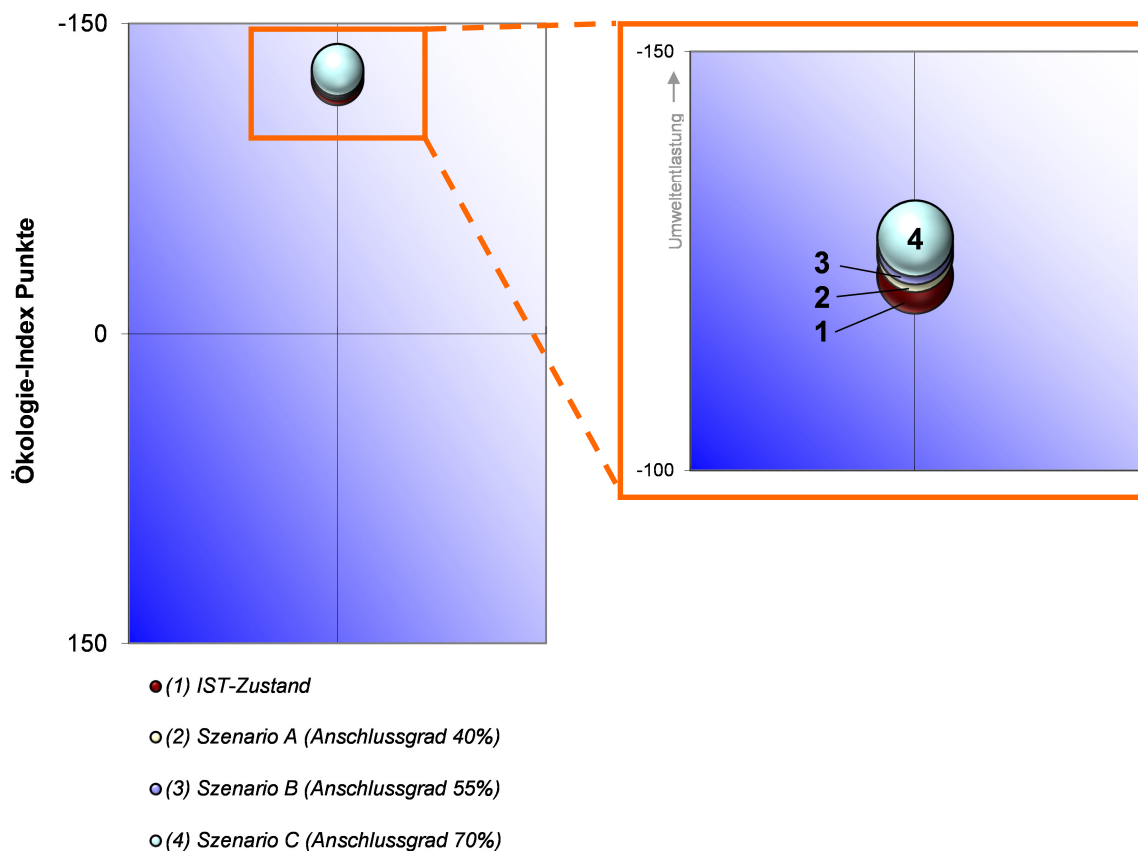 Ökologie-Index Punkte
-150
0
150
-150
-100
Umweltentlastung
4
3
2
1
(1) IST-Zustand
(2) Szenario A (Anschlussgrad 40%)
(3) Szenario B (Anschlussgrad 55%)
(4) Szenario C (Anschlussgrad 70%)